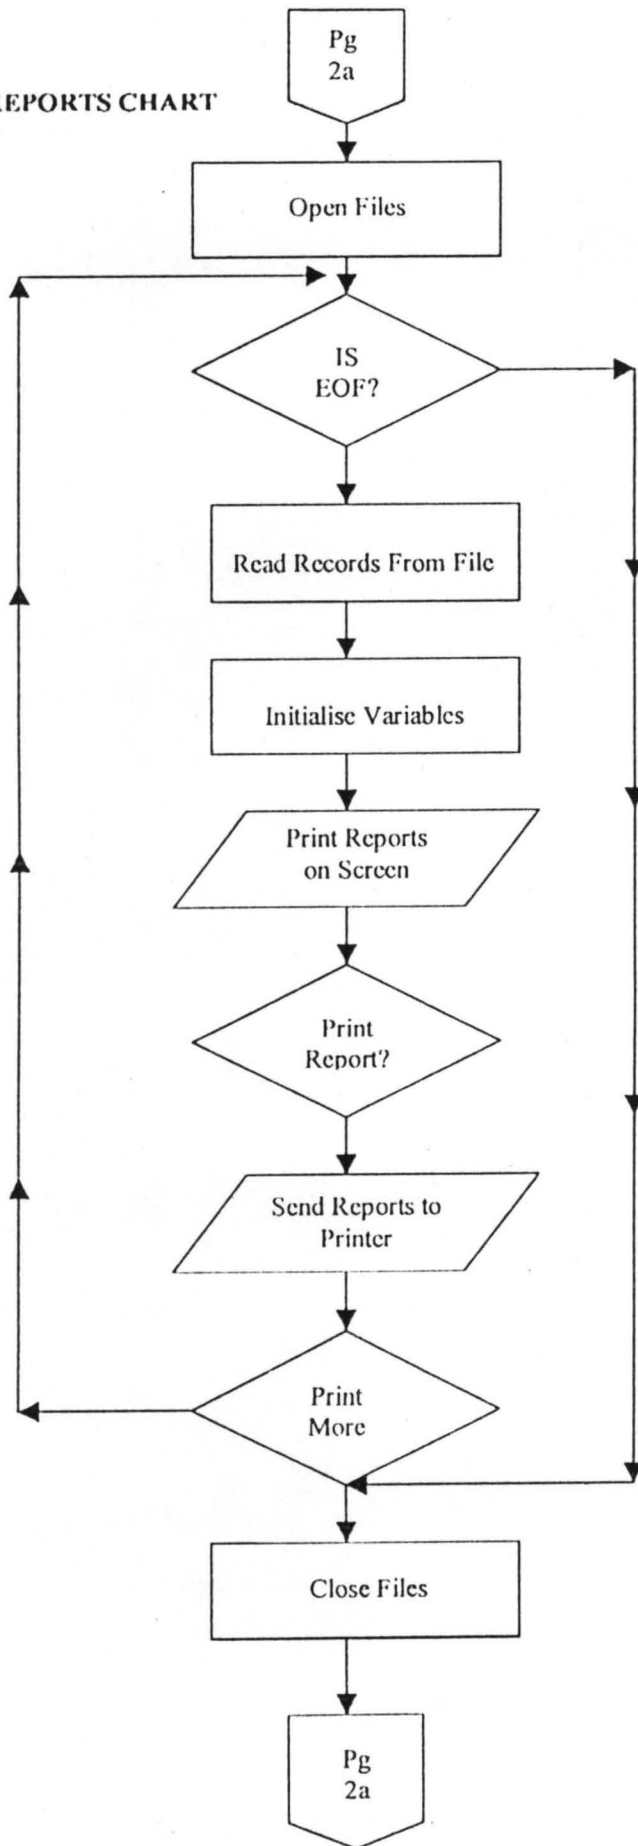 Pg
2a
REPORTS CHART
Open Files
IS
EOF?
Read Records From File
Initialise Variables
Print Reports
on Screen
Print
Report?
Send Reports to
Printer
Print
More
Close Files
Pg
2a